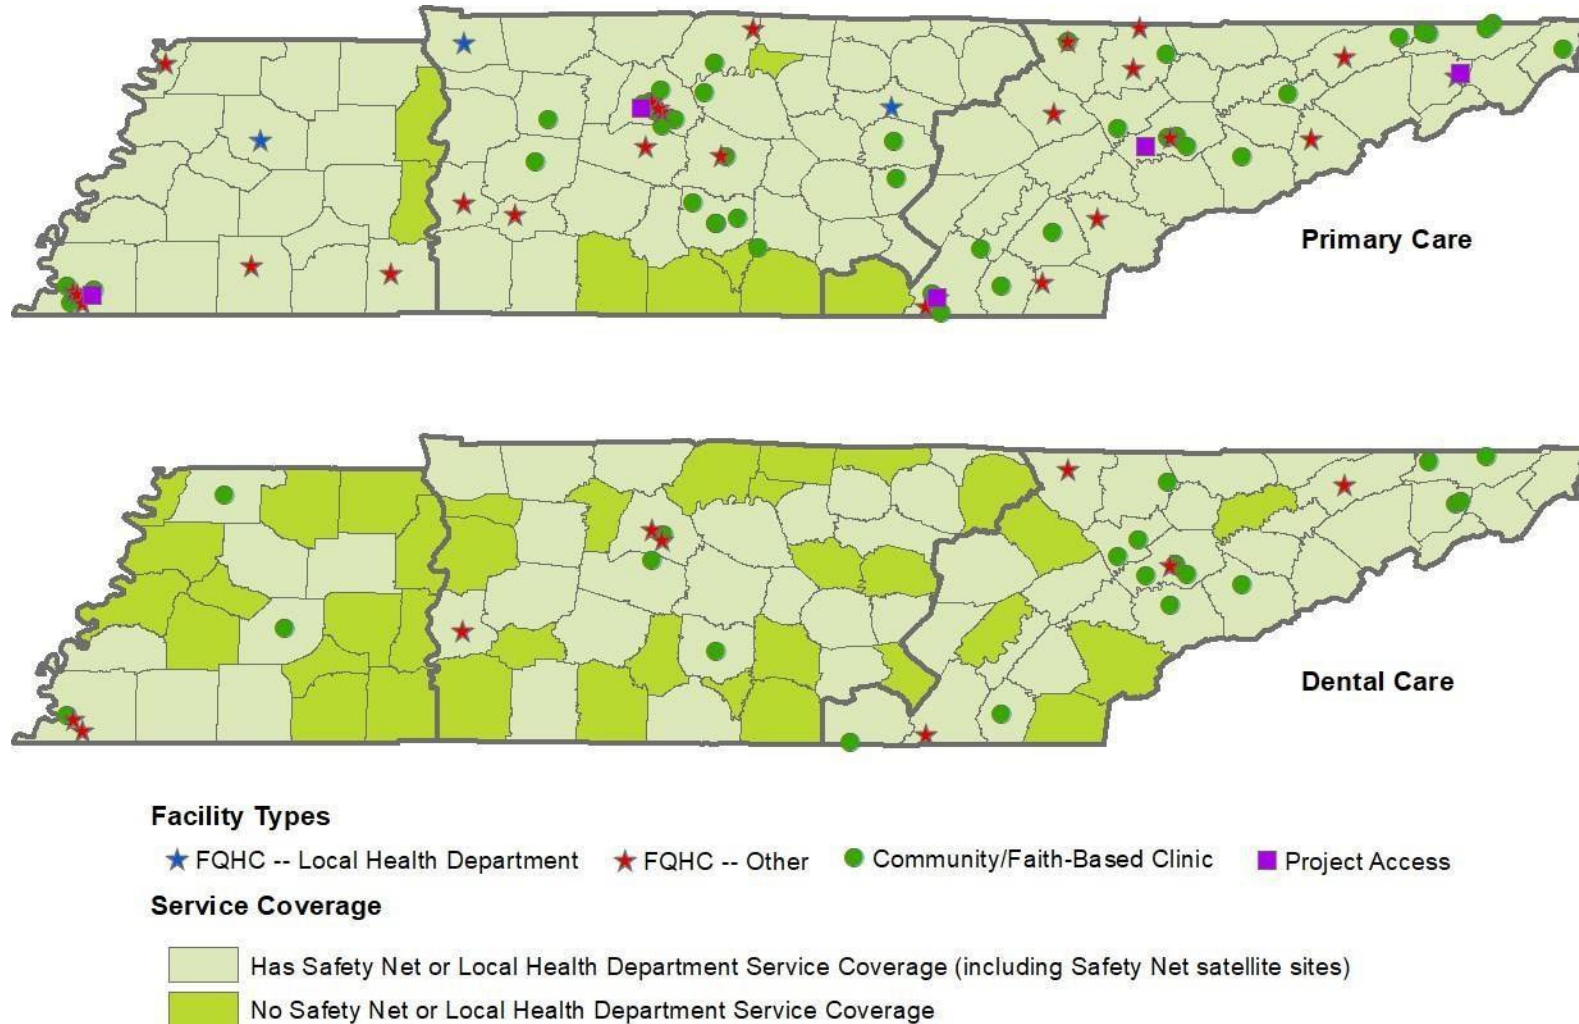 Primary Care
Dental Care
Facility Types
FQHC -- Local Health Department
FQHC -- Other
Community/Faith-Based Clinic
Project Access
Service Coverage
Has Safety Net or Local Health Department Service Coverage (including Safety Net satellite sites)
No Safety Net or Local Health Department Service Coverage